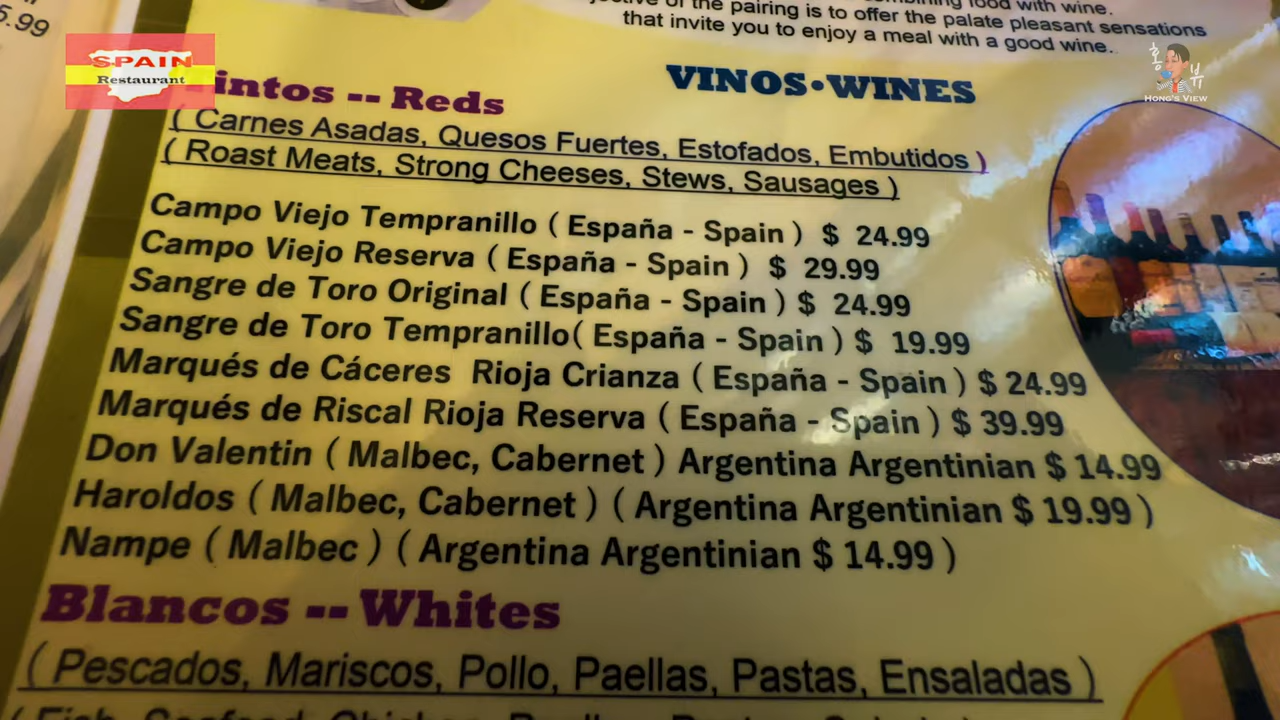 5.99
food with wine.
of the pairing is to offer the palate pleasant sensations
that invite you to enjoy a meal with a good wine.
SPAIN
Restaurant
홍뷰
HONG'S VIEW
VINOS•WINES
intos -- Reds
( Carnes Asadas, Quesos Fuertes, Estofados, Embutidos )
( Roast Meats, Strong Cheeses, Stews, Sausages )
Campo Viejo Tempranillo ( España - Spain ) $ 24.99
Campo Viejo Reserva ( España - Spain ) $ 29.99
Sangre de Toro Original ( España - Spain ) $ 24.99
Sangre de Toro Tempranillo( España - Spain ) $ 19.99
Marqués de Cáceres Rioja Crianza ( España - Spain ) $ 24.99
Marqués de Riscal Rioja Reserva ( España - Spain ) $ 39.99
Don Valentin ( Malbec, Cabernet ) Argentina Argentinian $ 14.99
Haroldos ( Malbec, Cabernet ) ( Argentina Argentinian $ 19.99 )
Nampe ( Malbec ) ( Argentina Argentinian $ 14.99 )
Blancos -- Whites
( Pescados, Mariscos, Pollo, Paellas, Pastas, Ensaladas )